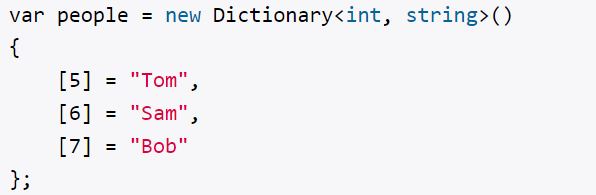 var people = new Dictionary<int, string>()
{
    [5] = "Tom",
    [6] = "Sam",
    [7] = "Bob"
};